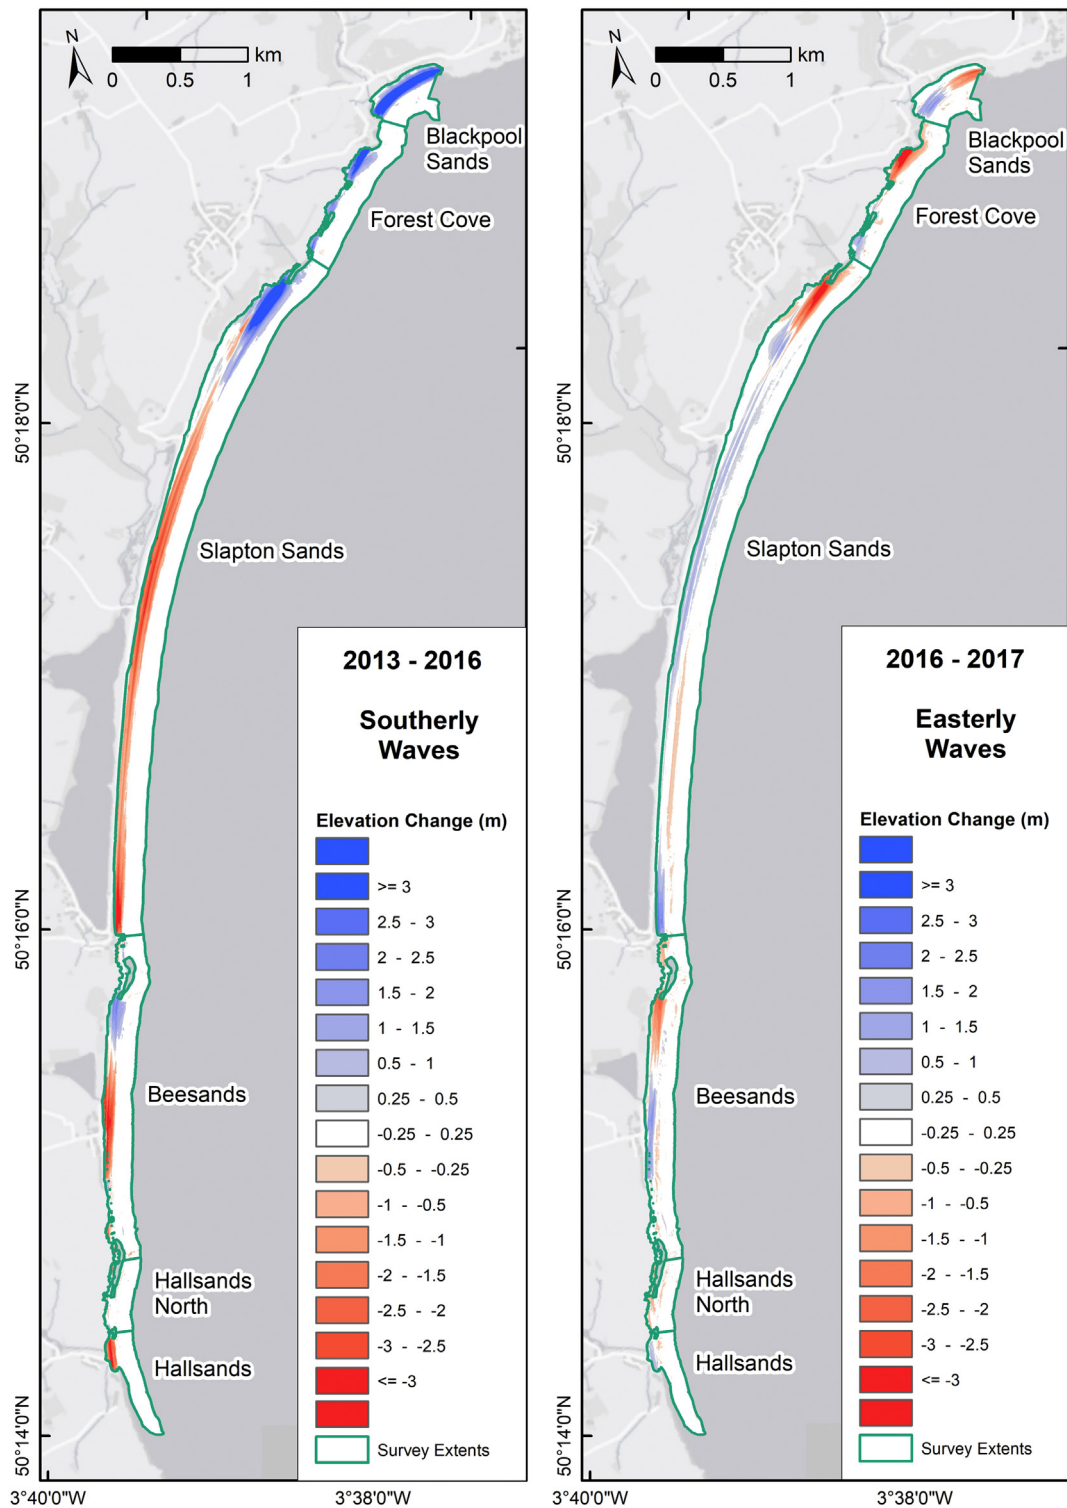 N
km
0 0.5 1
Blackpool
Sands
Forest Cove
50°18'0"N
Slapton Sands
2013 - 2016
Southerly
Waves
Elevation Change (m)
>= 3
2.5 - 3
2 - 2.5
1.5 - 2
1 - 1.5
0.5 - 1
0.25 - 0.5
-0.25 - 0.25
-0.5 - -0.25
-1 - -0.5
-1.5 - -1
-2 - -1.5
-2.5 - -2
-3 - -2.5
<= -3
Survey Extents
50°16'0"N
Beesands
Hallsands
North
Hallsands
50°14'0"N
3°40'0"W 3°38'0"W
N
km
0 0.5 1
Blackpool
Sands
Forest Cove
50°18'0"N
Slapton Sands
2016 - 2017
Easterly
Waves
Elevation Change (m)
>= 3
2.5 - 3
2 - 2.5
1.5 - 2
1 - 1.5
0.5 - 1
0.25 - 0.5
-0.25 - 0.25
-0.5 - -0.25
-1 - -0.5
-1.5 - -1
-2 - -1.5
-2.5 - -2
-3 - -2.5
<= -3
Survey Extents
50°16'0"N
Beesands
Hallsands
North
Hallsands
50°14'0"N
3°40'0"W 3°38'0"W